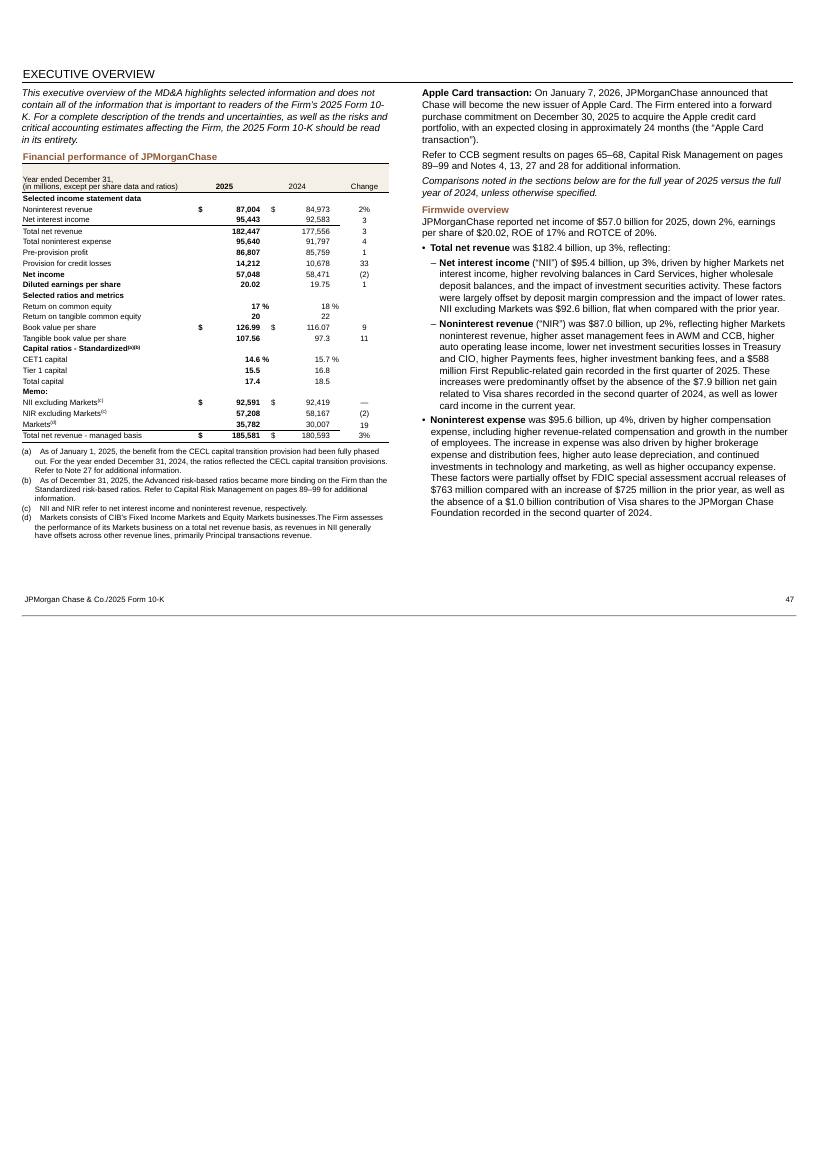 EXECUTIVE OVERVIEW
This executive overview of the MD&A highlights selected information and does not
contain all of the information that is important to readers of the Firm's 2025 Form 10-
K. For a complete description of the trends and uncertainties, as well as the risks and
critical accounting estimates affecting the Firm, the 2025 Form 10-K should be read
in its entirety.
Financial performance of JPMorganChase
Year ended December 31,
(in millions, except per share data and ratios) 2025 2024 Change
Selected income statement data
Noninterest revenue $ 87,004 $ 84,973 2%
Net interest income 95,443 92,583 3
Total net revenue 182,447 177,556 3
Total noninterest expense 95,640 91,797 4
Pre-provision profit 86,807 85,759 1
Provision for credit losses 14,212 10,678 33
Net income 57,048 58,471 (2)
Diluted earnings per share 20.02 19.75 1
Selected ratios and metrics
Return on common equity 17 % 18 %
Return on tangible common equity 20 22
Book value per share $ 126.99 $ 116.07 9
Tangible book value per share 107.56 97.3 11
Capital ratios - Standardized(a)(b)
CET1 capital 14.6 % 15.7 %
Tier 1 capital 15.5 16.8
Total capital 17.4 18.5
Memo:
NII excluding Markets(c) $ 92,591 $ 92,419 —
NIR excluding Markets(c) 57,208 58,167 (2)
Markets(d) 35,782 30,007 19
Total net revenue - managed basis $ 185,581 $ 180,593 3%
(a) As of January 1, 2025, the benefit from the CECL capital transition provision had been fully phased
out. For the year ended December 31, 2024, the ratios reflected the CECL capital transition provisions.
Refer to Note 27 for additional information.
(b) As of December 31, 2025, the Advanced risk-based ratios became more binding on the Firm than the
Standardized risk-based ratios. Refer to Capital Risk Management on pages 89–99 for additional
information.
(c) NII and NIR refer to net interest income and noninterest revenue, respectively.
(d) Markets consists of CIB's Fixed Income Markets and Equity Markets businesses.The Firm assesses
the performance of its Markets business on a total net revenue basis, as revenues in NII generally
have offsets across other revenue lines, primarily Principal transactions revenue.
Apple Card transaction: On January 7, 2026, JPMorganChase announced that
Chase will become the new issuer of Apple Card. The Firm entered into a forward
purchase commitment on December 30, 2025 to acquire the Apple credit card
portfolio, with an expected closing in approximately 24 months (the “Apple Card
transaction”).
Refer to CCB segment results on pages 65–68, Capital Risk Management on pages
89–99 and Notes 4, 13, 27 and 28 for additional information.
Comparisons noted in the sections below are for the full year of 2025 versus the full
year of 2024, unless otherwise specified.
Firmwide overview
JPMorganChase reported net income of $57.0 billion for 2025, down 2%, earnings
per share of $20.02, ROE of 17% and ROTCE of 20%.
• Total net revenue was $182.4 billion, up 3%, reflecting:
– Net interest income (“NII”) of $95.4 billion, up 3%, driven by higher Markets net
interest income, higher revolving balances in Card Services, higher wholesale
deposit balances, and the impact of investment securities activity. These factors
were largely offset by deposit margin compression and the impact of lower rates.
NII excluding Markets was $92.6 billion, flat when compared with the prior year.
– Noninterest revenue (“NIR”) was $87.0 billion, up 2%, reflecting higher Markets
noninterest revenue, higher asset management fees in AWM and CCB, higher
auto operating lease income, lower net investment securities losses in Treasury
and CIO, higher Payments fees, higher investment banking fees, and a $588
million First Republic-related gain recorded in the first quarter of 2025. These
increases were predominantly offset by the absence of the $7.9 billion net gain
related to Visa shares recorded in the second quarter of 2024, as well as lower
card income in the current year.
• Noninterest expense was $95.6 billion, up 4%, driven by higher compensation
expense, including higher revenue-related compensation and growth in the number
of employees. The increase in expense was also driven by higher brokerage
expense and distribution fees, higher auto lease depreciation, and continued
investments in technology and marketing, as well as higher occupancy expense.
These factors were partially offset by FDIC special assessment accrual releases of
$763 million compared with an increase of $725 million in the prior year, as well as
the absence of a $1.0 billion contribution of Visa shares to the JPMorgan Chase
Foundation recorded in the second quarter of 2024.
JPMorgan Chase & Co./2025 Form 10-K
47